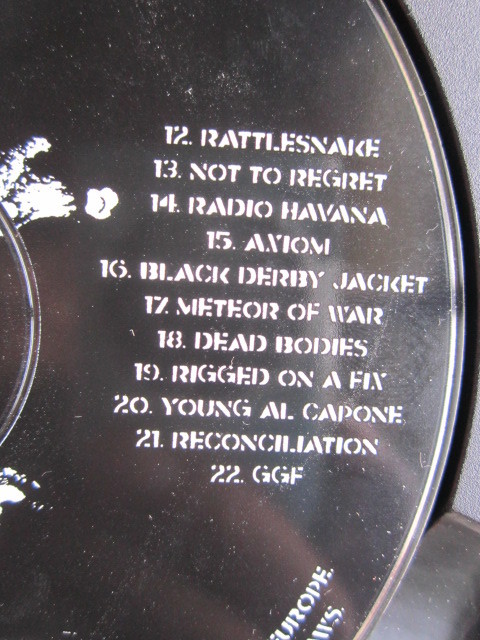 12. RATTLESNAKE
13. NOT TO REGRET
14. RADIO HAVANA
15. AXIOM
16. BLACK DERBY JACKET
17. METEOR OF WAR
18. DEAD BODIES
19. RIGGED ON A FIX
20. YOUNG AL CAPONE
21. RECONCILIATION
22. GGF
EUROPE.